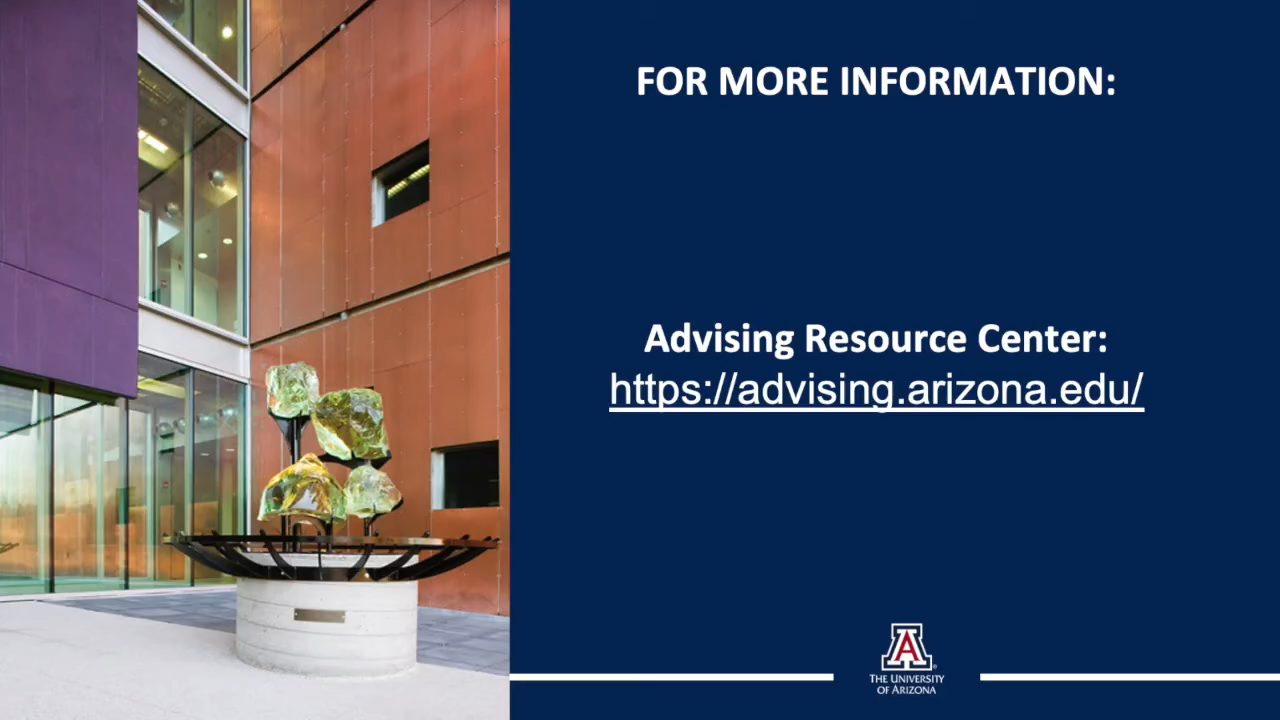 FOR MORE INFORMATION:
Advising Resource Center:
https://advising.arizona.edu/
A
THE UNIVERSITY
OF ARIZONA